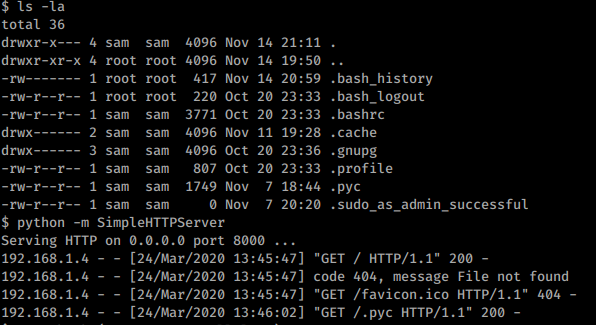 $ ls -la
total 36
drwxr-x--- 4 sam  sam  4096 Nov 14 21:11 .
drwxr-xr-x 4 root root 4096 Nov 14 19:50 ..
-rw------- 1 root root  417 Nov 14 20:59 .bash_history
-rw-r--r-- 1 root root  220 Oct 20 23:33 .bash_logout
-rw-r--r-- 1 sam  sam  3771 Oct 20 23:33 .bashrc
drwx------ 2 sam  sam  4096 Nov 11 19:28 .cache
drwx------ 3 sam  sam  4096 Oct 20 23:36 .gnupg
-rw-r--r-- 1 sam  sam   807 Oct 20 23:33 .profile
-rw-r--r-- 1 sam  sam  1749 Nov  7 18:44 .pyc
-rw-r--r-- 1 sam  sam     0 Nov  7 20:20 .sudo_as_admin_successful
$ python -m SimpleHTTPServer
Serving HTTP on 0.0.0.0 port 8000 ...
192.168.1.4 - - [24/Mar/2020 13:45:47] "GET / HTTP/1.1" 200 -
192.168.1.4 - - [24/Mar/2020 13:45:47] code 404, message File not found
192.168.1.4 - - [24/Mar/2020 13:45:47] "GET /favicon.ico HTTP/1.1" 404 -
192.168.1.4 - - [24/Mar/2020 13:46:02] "GET /.pyc HTTP/1.1" 200 -